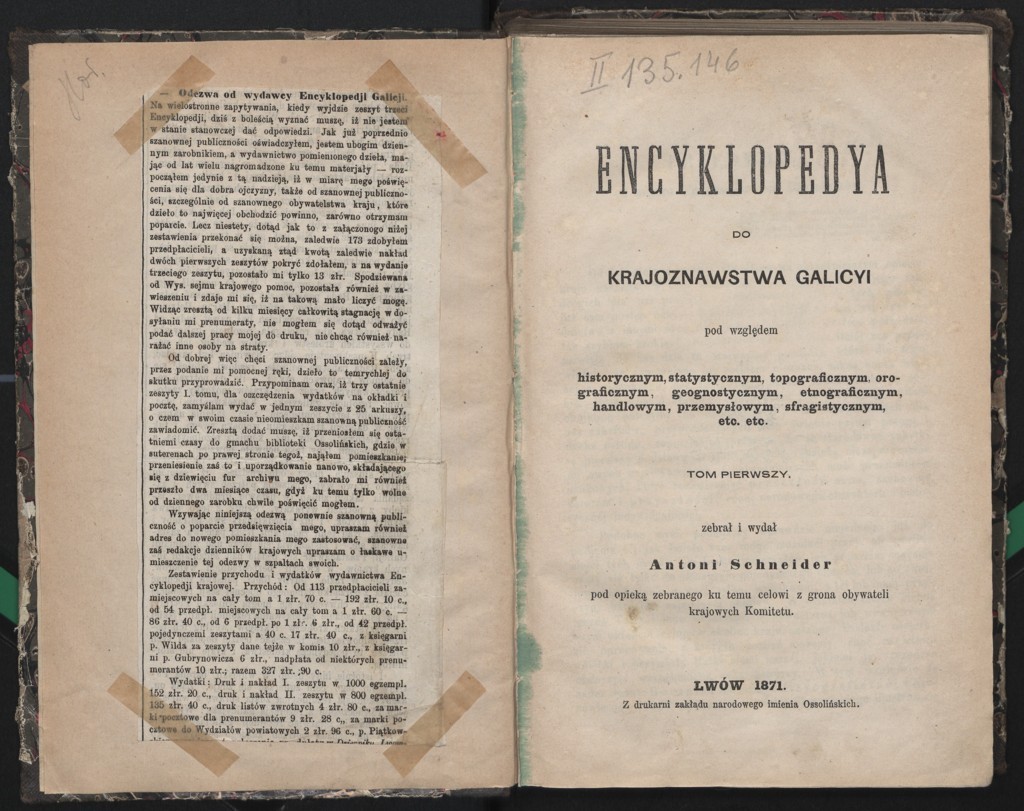 — Odezwa od wydawcy Encyklopedji Galicji.
Na wielostronne zapytywania, kiedy wyjdzie zeszyt trzeci
Encyklopedji, dziś z boleścią wyznać muszę, iż nie jestem
w stanie stanowczej dać odpowiedzi. Jak już poprzednio
szanownej publiczności oświadczyłem, jestem ubogim dzien-
nym zarobnikiem, a wydawnictwo pomienionego dzieła, ma-
jąc od lat wielu nagromadzone ku temu materjały — roz-
począłem jedynie z tą nadzieją, iż w miarę mego poświę-
cenia się dla dobra ojczyzny, także od szanownej publiczno-
ści, szczególnie od szanownego obywatelstwa kraju, które
dzieło to najwięcej obchodzić powinno, zarówno otrzymam
poparcie. Lecz niestety, dotąd jak to z załączonego niżej
zestawienia przekonać się można, zaledwie 173 zdobyłem
przedpłacicieli, a uzyskaną ztąd kwotą zaledwie nakład
dwóch pierwszych zeszytów pokryć zdołałem, a na wydanie
trzeciego zeszytu, pozostało mi tylko 13 złr. Spodziewana
od Wys. sejmu krajowego pomoc, pozostała również w za-
wieszeniu i zdaje mi się, iż na takową mało liczyć mogę.
Widząc zresztą od kilku miesięcy całkowitą stagnację w do-
syłaniu mi prenumeraty, nie mogłem się dotąd odważyć
podać dalszej pracy mojej do druku, nie chcąc również na-
rażać inne osoby na straty.
Od dobrej więc chęci szanownej publiczności zależy,
przez podanie mi pomocnej ręki, dzieło to temrychlej do
skutku przyprowadzić. Przypominam oraz, iż trzy ostatnie
zeszyty I. tomu, dla oszczędzenia wydatków na okładki i
pocztę, zamyślam wydać w jednym zeszycie z 25 arkuszy,
o czem w swoim czasie nieomieszkam szanowną publiczność
zawiadomić. Zresztą dodać muszę, iż przeniosłem się osta-
tniemi czasy do gmachu biblioteki Ossolińskich, gdzie w
suterenach po prawej stronie tegoż, nająłem pomieszkanie;
przeniesienie zaś to i uporządkowanie nanowo, składającego
się z dziewięciu fur archiwu mego, zabrało mi również
przeszło dwa miesiące czasu, gdyż ku temu tylko wolne
od dziennego zarobku chwile poświęcić mogłem.
Wzywając niniejszą odezwą ponownie szanowną publi-
czność o poparcie przedsięwzięcia mego, upraszam również
adres do nowego pomieszkania mego zastosować, szanowne
zaś redakcje dzienników krajowych upraszam o łaskawe u-
mieszczenie tej odezwy w szpaltach swoich.
Zestawienie przychodu i wydatków wydawnictwa En-
cyklopedji krajowej. Przychód: Od 113 przedpłacicieli za-
miejscowych na cały tom a 1 złr. 70 c. — 192 złr. 10 c.,
od 54 przedpł. miejscowych na cały tom a 1 złr. 60 c. —
86 złr. 40 c., od 6 przedpł. po 1 złr. 6 złr., od 42 przedpł.
pojedynczemi zeszytami a 40 c. 17 złr. 40 c., z księgarni
p. Wilda za zeszyty dane tejże w komis 10 złr., z księgar-
ni p. Gubrynowicza 6 złr., nadpłata od niektórych prenu-
merantów 10 złr.; razem 327 złr. ;90 c.
Wydatki: Druk i nakład I. zeszytu w 1000 egzempl.
152 złr. 20 c., druk i nakład II. zeszytu w 800 egzempl.
135 złr. 40 c., druk listów zwrotnych 4 złr. 80 c., za mar-
ki pocztowe dla prenumerantów 9 złr. 28 c., za marki po-
cztowe do Wydziałów powiatowych 2 złr. 96 c., p. Piątkow-
II 135.146
ENCYKLOPEDYA
DO
KRAJOZNAWSTWA GALICYI
pod względem
historycznym, statystycznym, topograficznym, oro-
graficznym, geognostycznym, etnograficznym,
handlowym, przemysłowym, sfragistycznym,
etc. etc.
TOM PIERWSZY.
zebrał i wydał
Antoni Schneider
pod opieką zebranego ku temu celowi z grona obywateli
krajowych Komitetu.
LWÓW 1871.
Z drukarni zakładu narodowego imienia Ossolińskich.